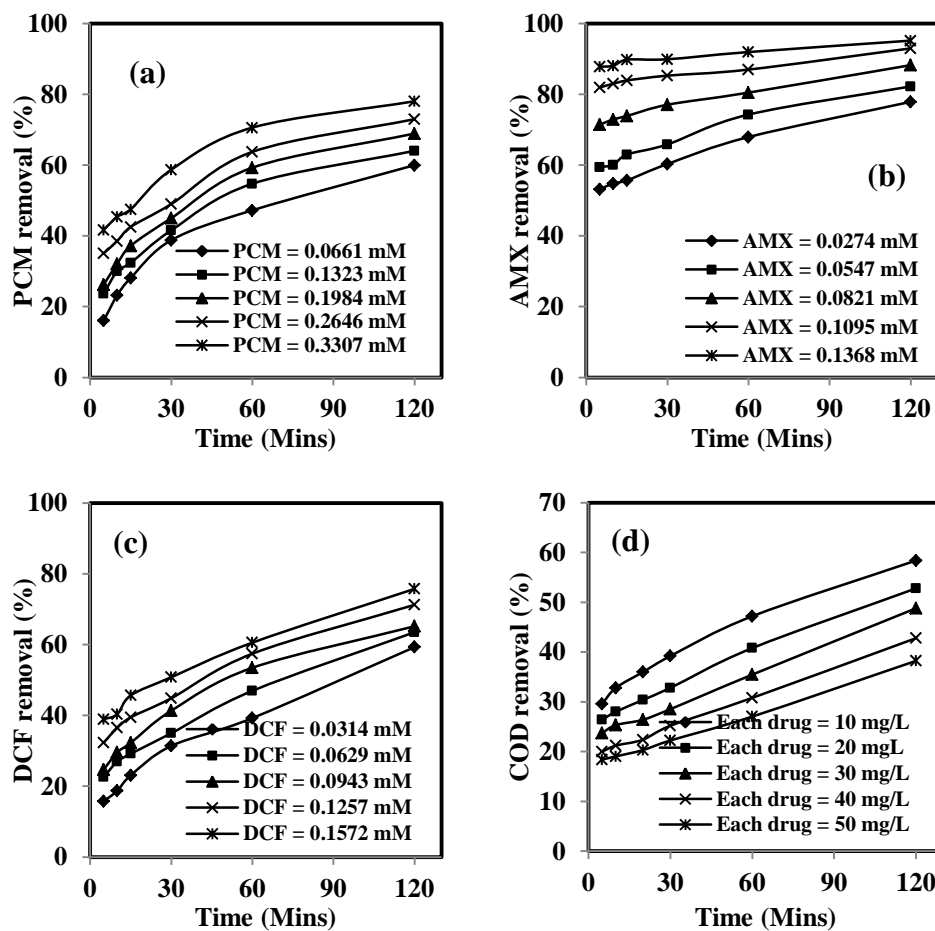 100
80
60
40
20
0
PCM removal (%)
(a)
PCM = 0.0661 mM
PCM = 0.1323 mM
PCM = 0.1984 mM
PCM = 0.2646 mM
PCM = 0.3307 mM
0 30 60 90 120
Time (Mins)
100
80
60
40
20
0
AMX removal (%)
(b)
AMX = 0.0274 mM
AMX = 0.0547 mM
AMX = 0.0821 mM
AMX = 0.1095 mM
AMX = 0.1368 mM
0 30 60 90 120
Time (Mins)
100
80
60
40
20
0
DCF removal (%)
(c)
DCF = 0.0314 mM
DCF = 0.0629 mM
DCF = 0.0943 mM
DCF = 0.1257 mM
DCF = 0.1572 mM
0 30 60 90 120
Time (Mins)
70
60
50
40
30
20
10
0
COD removal (%)
(d)
Each drug = 10 mg/L
Each drug = 20 mgL
Each drug = 30 mg/L
Each drug = 40 mg/L
Each drug = 50 mg/L
0 30 60 90 120
Time (Mins)